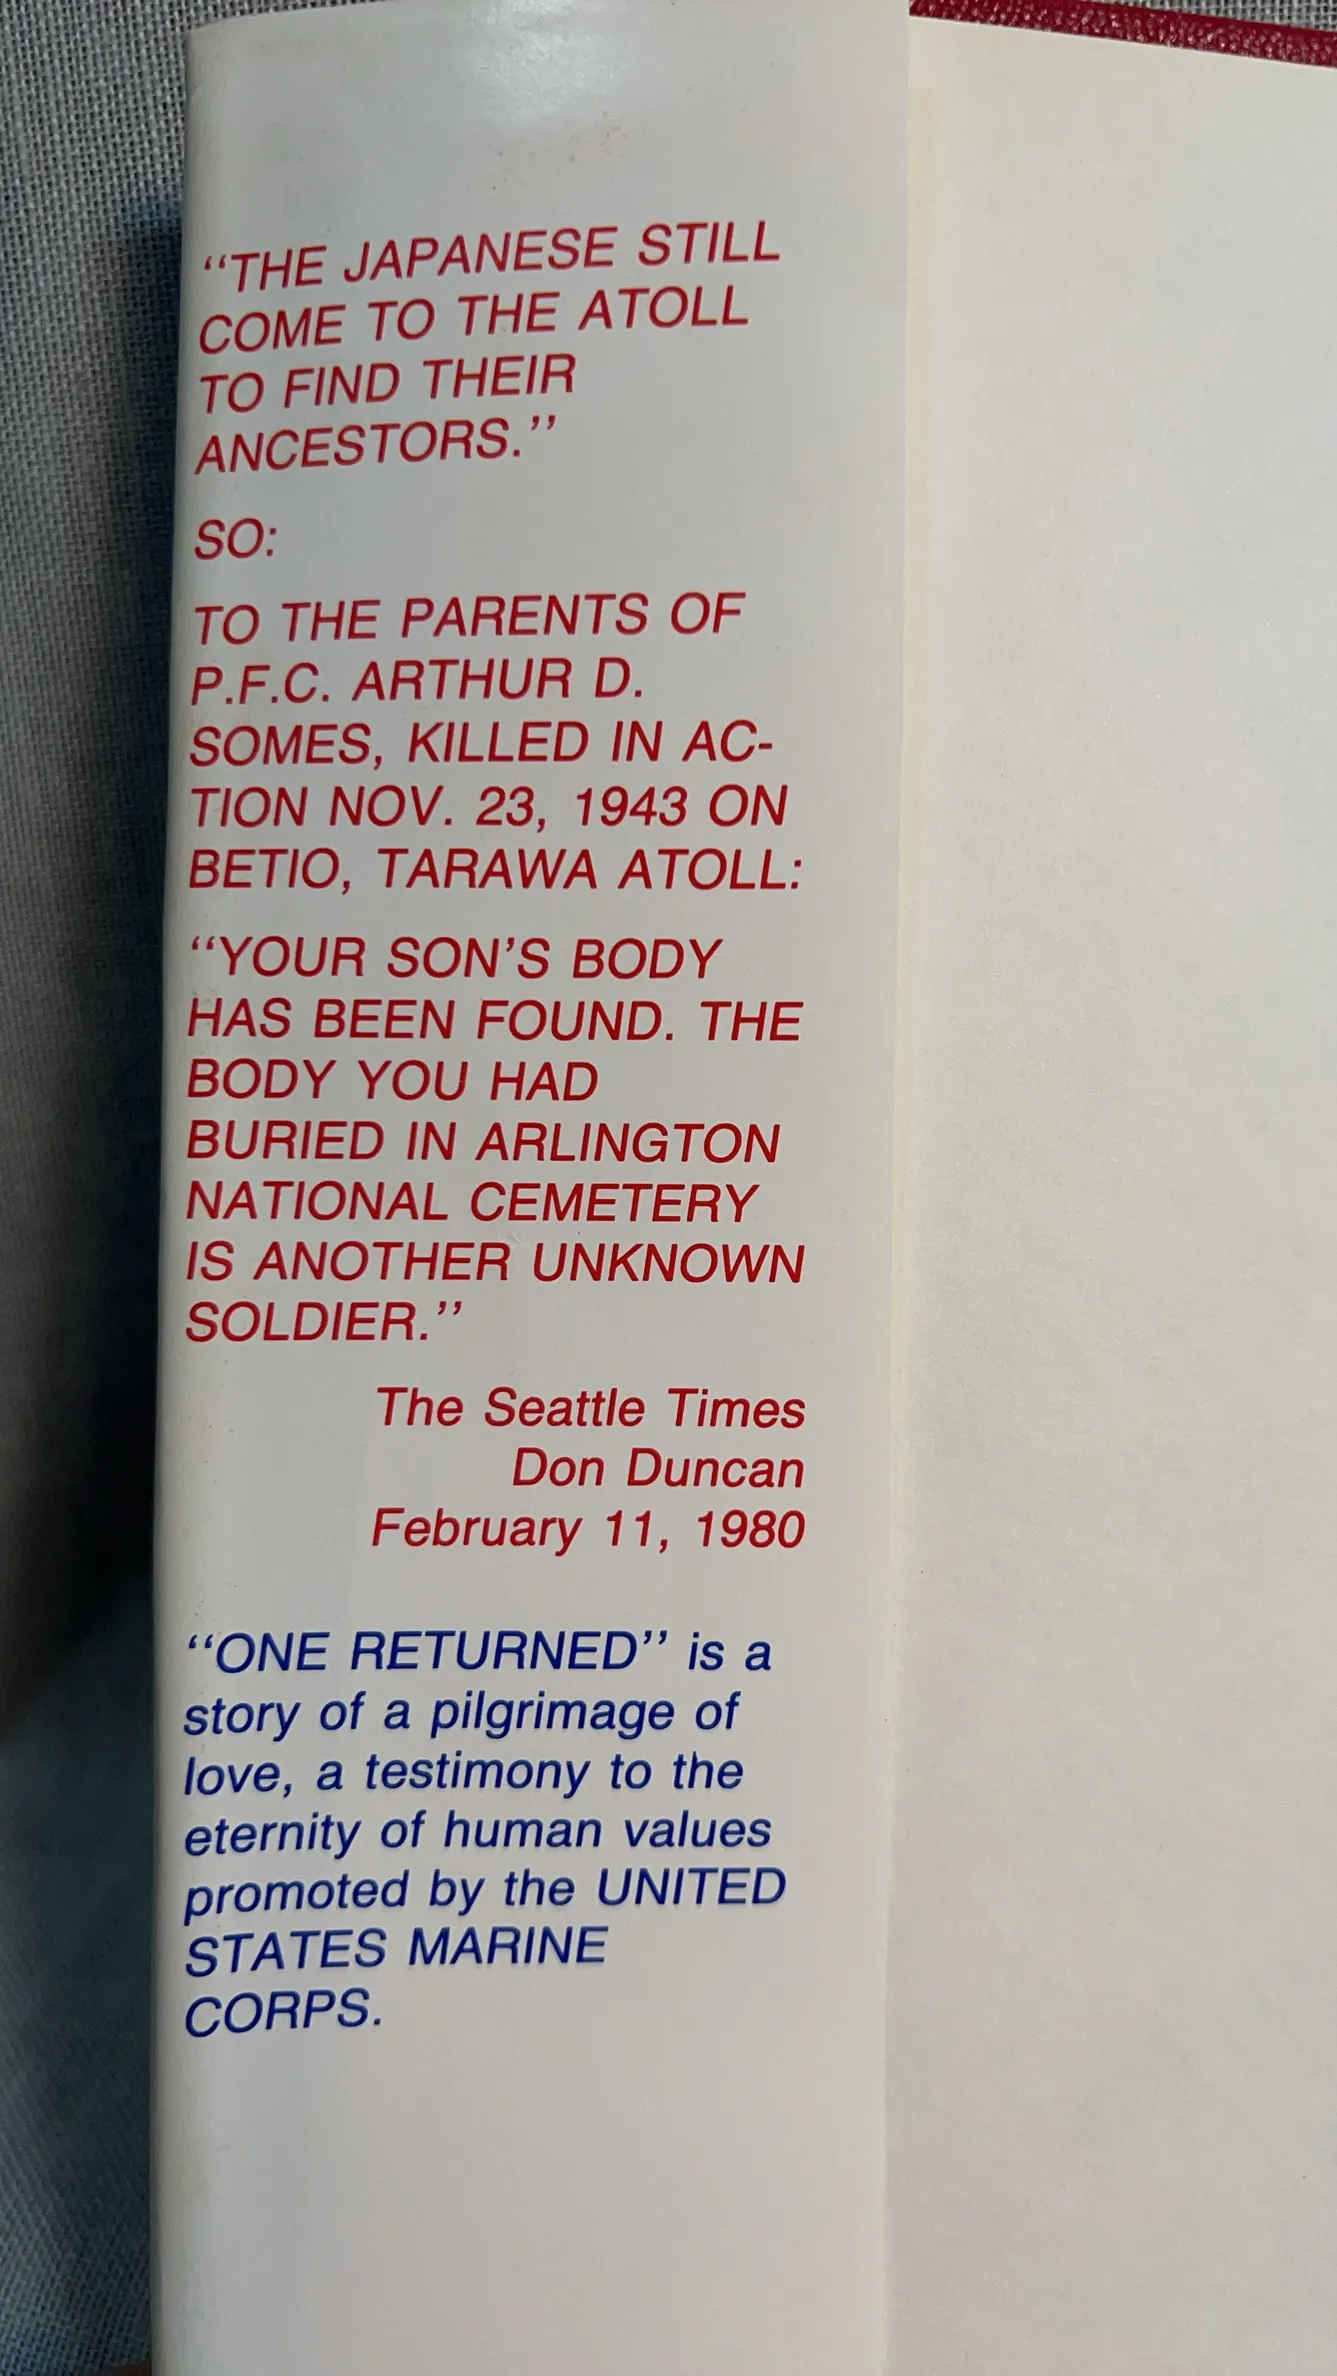 ‘‘THE JAPANESE STILL
COME TO THE ATOLL
TO FIND THEIR
ANCESTORS.’’
SO:
TO THE PARENTS OF
P.F.C. ARTHUR D.
SOMES, KILLED IN AC-
TION NOV. 23, 1943 ON
BETIO, TARAWA ATOLL:
‘‘YOUR SON’S BODY
HAS BEEN FOUND. THE
BODY YOU HAD
BURIED IN ARLINGTON
NATIONAL CEMETERY
IS ANOTHER UNKNOWN
SOLDIER.’’
The Seattle Times
Don Duncan
February 11, 1980
‘‘ONE RETURNED’’ is a
story of a pilgrimage of
love, a testimony to the
eternity of human values
promoted by the UNITED
STATES MARINE
CORPS.